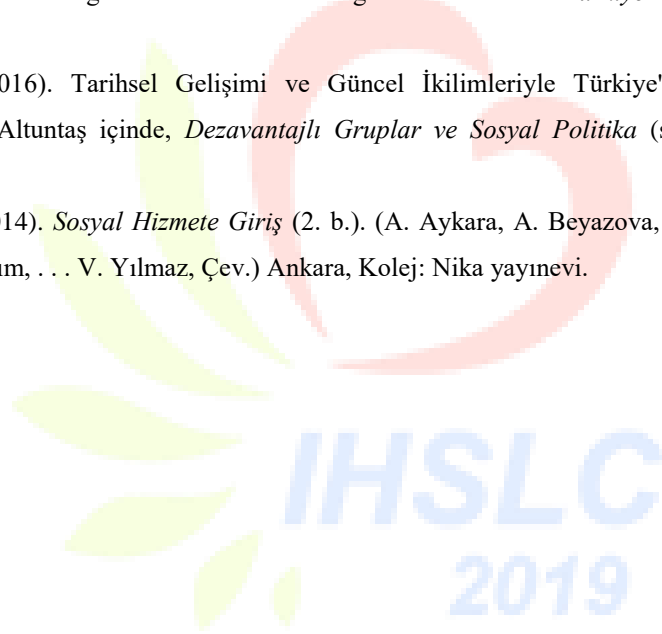 016). Tarihsel Gelişimi ve Güncel İkilimleriyle Türkiye'
Altuntaş içinde, Dezavantajlı Gruplar ve Sosyal Politika (s
014). Sosyal Hizmete Giriş (2. b.). (A. Aykara, A. Beyazova,
ım, . . . V. Yılmaz, Çev.) Ankara, Kolej: Nika yayınevi.
IHSLC
2019